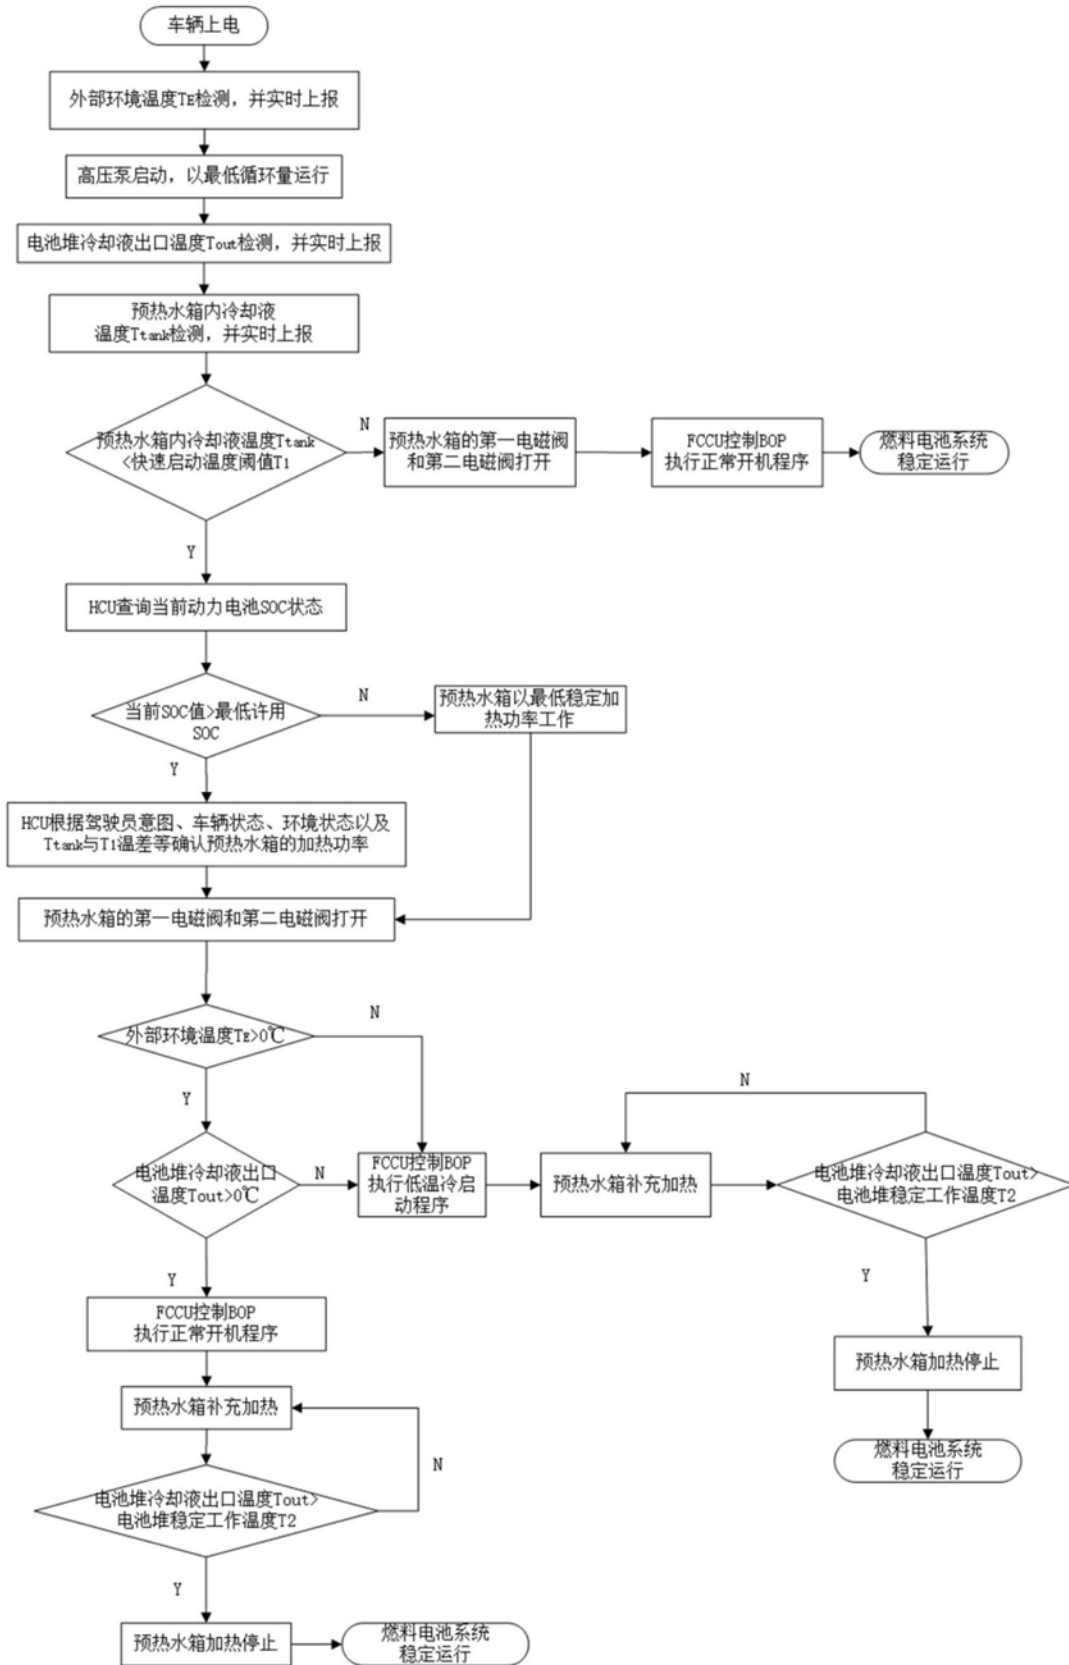 车辆上电
外部环境温度TE检测，并实时上报
高压泵启动，以最低循环量运行
电池堆冷却液出口温度Tout检测，并实时上报
预热水箱内冷却液
温度Ttank检测，并实时上报
预热水箱内冷却液温度Ttank
<快速启动温度阈值T1
N
预热水箱的第一电磁阀
和第二电磁阀打开
FCCU控制BOP
执行正常开机程序
燃料电池系统
稳定运行
Y
HCU查询当前动力电池SOC状态
当前SOC值>最低许用
SOC
N
预热水箱以最低稳定加
热功率工作
Y
HCU根据驾驶员意图、车辆状态、环境状态以及
Ttank与T1温差等确认预热水箱的加热功率
预热水箱的第一电磁阀和第二电磁阀打开
外部环境温度TE>0℃
N
Y
电池堆冷却液出口
温度Tout>0℃
N
FCCU控制BOP
执行低温冷启
动程序
预热水箱补充加热
N
电池堆冷却液出口温度Tout>
电池堆稳定工作温度T2
Y
预热水箱加热停止
燃料电池系统
稳定运行
Y
FCCU控制BOP
执行正常开机程序
预热水箱补充加热
N
电池堆冷却液出口温度Tout>
电池堆稳定工作温度T2
Y
预热水箱加热停止
燃料电池系统
稳定运行